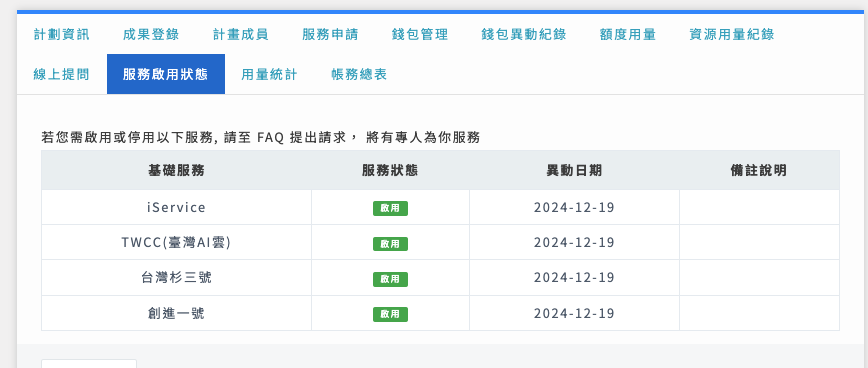 計劃資訊 成果登錄 計畫成員 服務申請 錢包管理 錢包異動紀錄 額度用量 資源用量紀錄
線上提問 服務啟用狀態 用量統計 帳務總表
若您需啟用或停用以下服務, 請至 FAQ 提出請求， 將有專人為你服務
基礎服務 服務狀態 異動日期 備註說明
iService 啟用 2024-12-19
TWCC(臺灣AI雲) 啟用 2024-12-19
台灣杉三號 啟用 2024-12-19
創進一號 啟用 2024-12-19